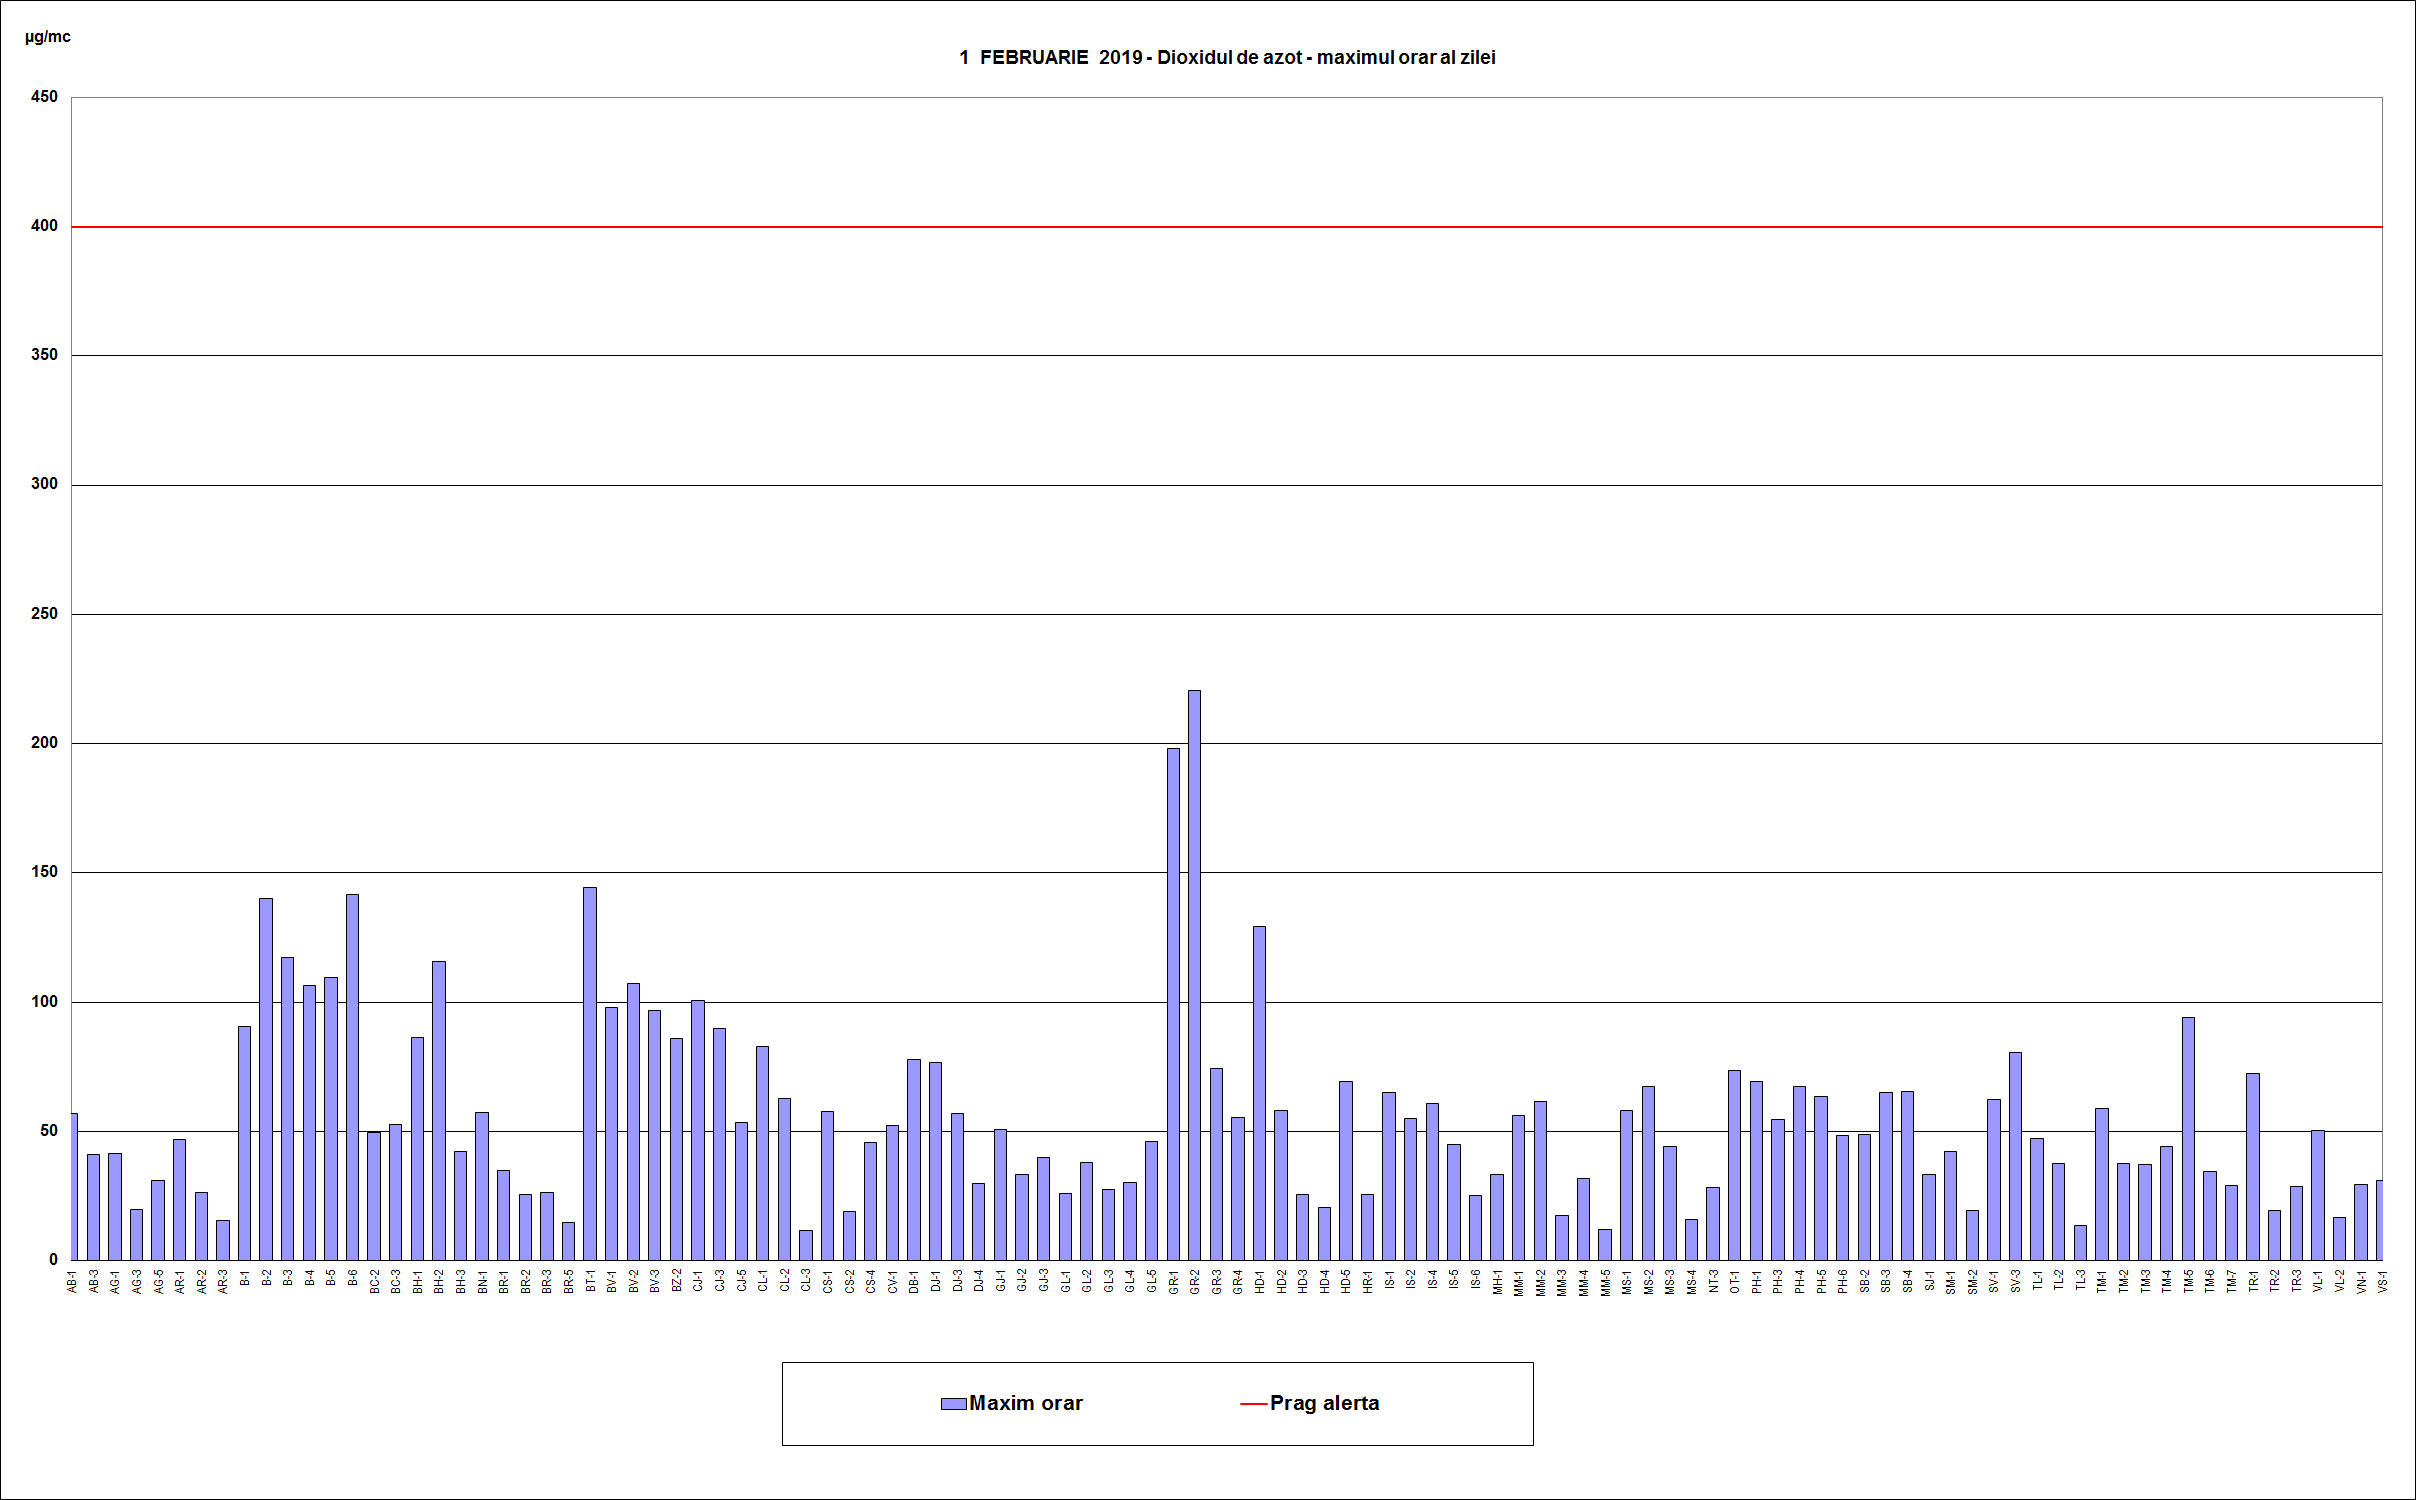 µg/mc
1 FEBRUARIE 2019 - Dioxidul de azot - maximul orar al zilei
450
400
350
300
250
200
150
100
50
0
AB-1 AB-3 AG-1 AG-3 AG-5 AR-1 AR-2 AR-3 B-1 B-2 B-3 B-4 B-5 B-6 BC-2 BC-3 BH-1 BH-2 BH-3 BN-1 BR-1 BR-2 BR-3 BR-5 BT-1 BV-1 BV-2 BV-3 BZ-2 CJ-1 CJ-3 CJ-5 CL-1 CL-2 CL-3 CS-1 CS-2 CS-4 CV-1 DB-1 DJ-1 DJ-3 DJ-4 GJ-1 GJ-2 GJ-3 GL-1 GL-2 GL-3 GL-4 GL-5 GR-1 GR-2 GR-3 GR-4 HD-1 HD-2 HD-3 HD-4 HD-5 HR-1 IS-1 IS-2 IS-4 IS-5 IS-6 MH-1 MM-1 MM-2 MM-3 MM-4 MM-5 MS-1 MS-2 MS-3 MS-4 NT-3 OT-1 PH-1 PH-3 PH-4 PH-5 PH-6 SB-2 SB-3 SB-4 SJ-1 SM-1 SM-2 SV-1 SV-3 TL-1 TL-2 TL-3 TM-1 TM-2 TM-3 TM-4 TM-5 TM-6 TM-7 TR-1 TR-2 TR-3 VL-1 VL-2 VN-1 VS-1
Maxim orar Prag alerta